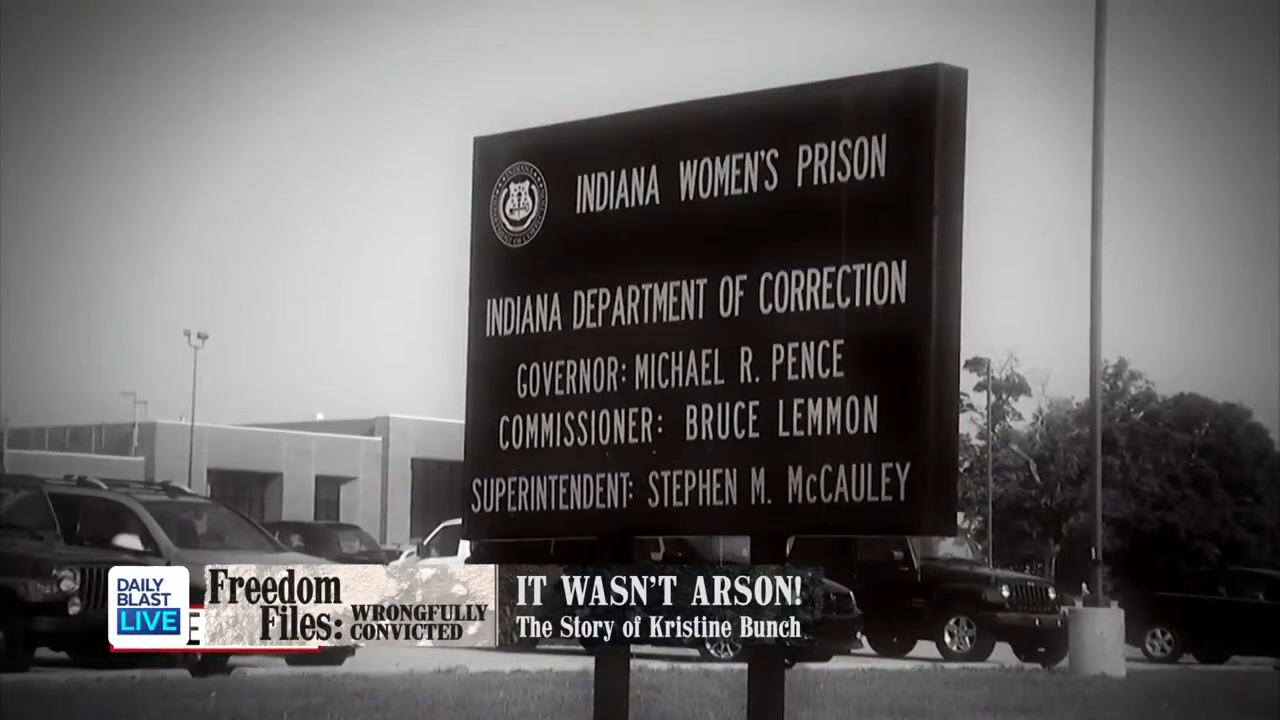 INDIANA WOMEN'S PRISON
INDIANA DEPARTMENT OF CORRECTION
GOVERNOR: MICHAEL R. PENCE
COMMISSIONER: BRUCE LEMMON
SUPERINTENDENT: STEPHEN M. McCAULEY
DAILY
BLAST
LIVE
Freedom
Files: WRONGFULLY
CONVICTED
IT WASN'T ARSON!
The Story of Kristine Bunch